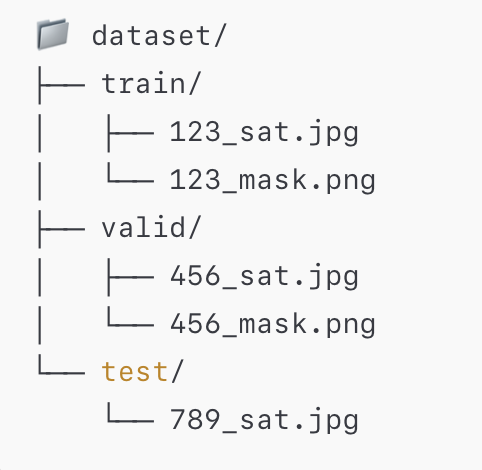 📁 dataset/
├── train/
│   ├── 123_sat.jpg
│   └── 123_mask.png
├── valid/
│   ├── 456_sat.jpg
│   └── 456_mask.png
└── test/
    └── 789_sat.jpg